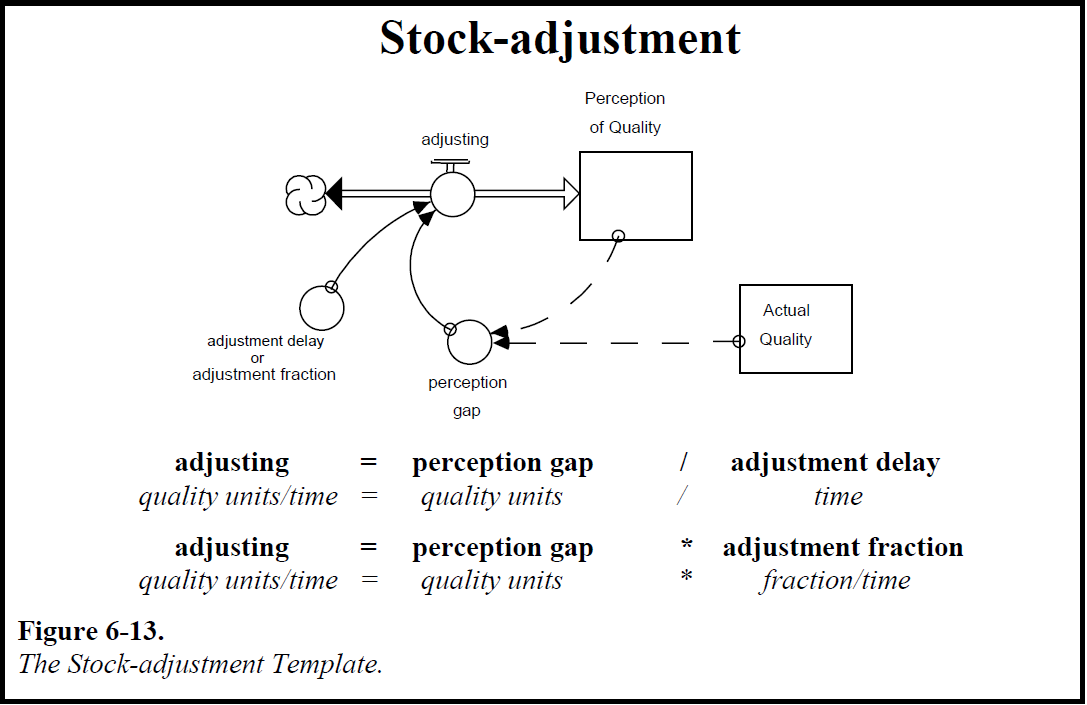 Stock-adjustment
Perception
of Quality
adjusting
adjustment delay
or
adjustment fraction
perception
gap
Actual
Quality
adjusting = perception gap / adjustment delay
quality units/time = quality units / time
adjusting = perception gap * adjustment fraction
quality units/time = quality units * fraction/time
Figure 6-13.
The Stock-adjustment Template.